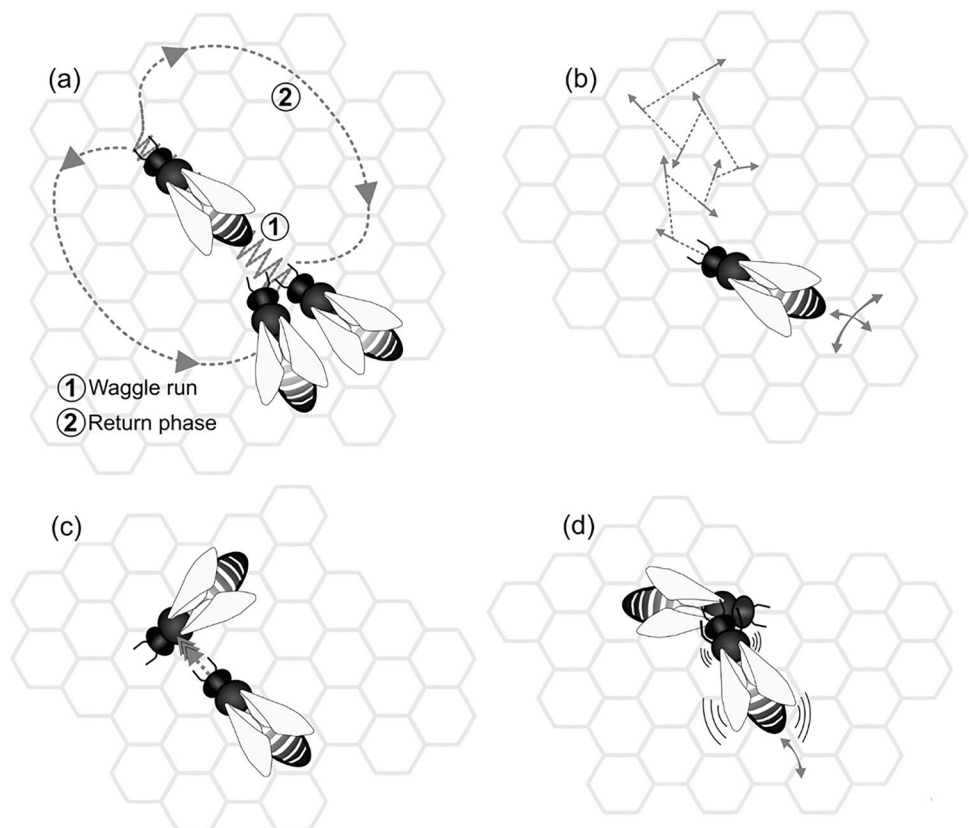 (a)
(b)
②
①
① Waggle run
② Return phase
(c)
(d)